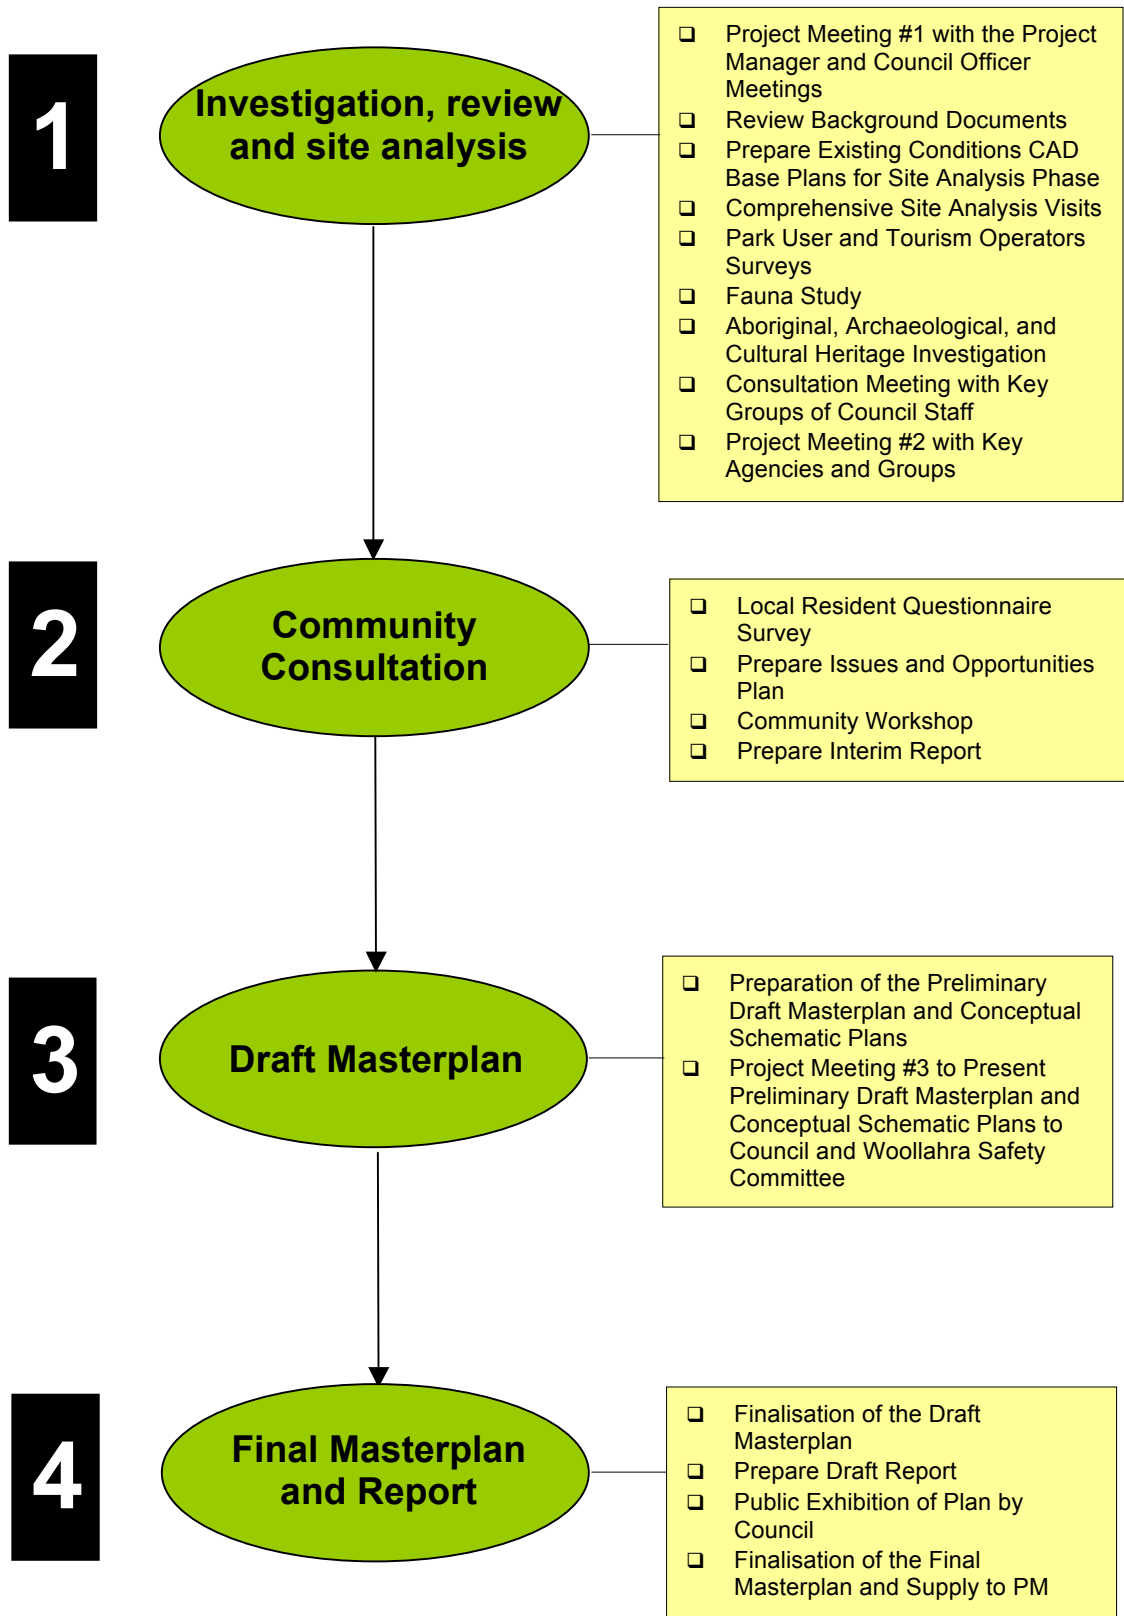 1
Investigation, review
and site analysis
❑ Project Meeting #1 with the Project
Manager and Council Officer
Meetings
❑ Review Background Documents
❑ Prepare Existing Conditions CAD
Base Plans for Site Analysis Phase
❑ Comprehensive Site Analysis Visits
❑ Park User and Tourism Operators
Surveys
❑ Fauna Study
❑ Aboriginal, Archaeological, and
Cultural Heritage Investigation
❑ Consultation Meeting with Key
Groups of Council Staff
❑ Project Meeting #2 with Key
Agencies and Groups
2
Community
Consultation
❑ Local Resident Questionnaire
Survey
❑ Prepare Issues and Opportunities
Plan
❑ Community Workshop
❑ Prepare Interim Report
3
Draft Masterplan
❑ Preparation of the Preliminary
Draft Masterplan and Conceptual
Schematic Plans
❑ Project Meeting #3 to Present
Preliminary Draft Masterplan and
Conceptual Schematic Plans to
Council and Woollahra Safety
Committee
4
Final Masterplan
and Report
❑ Finalisation of the Draft
Masterplan
❑ Prepare Draft Report
❑ Public Exhibition of Plan by
Council
❑ Finalisation of the Final
Masterplan and Supply to PM